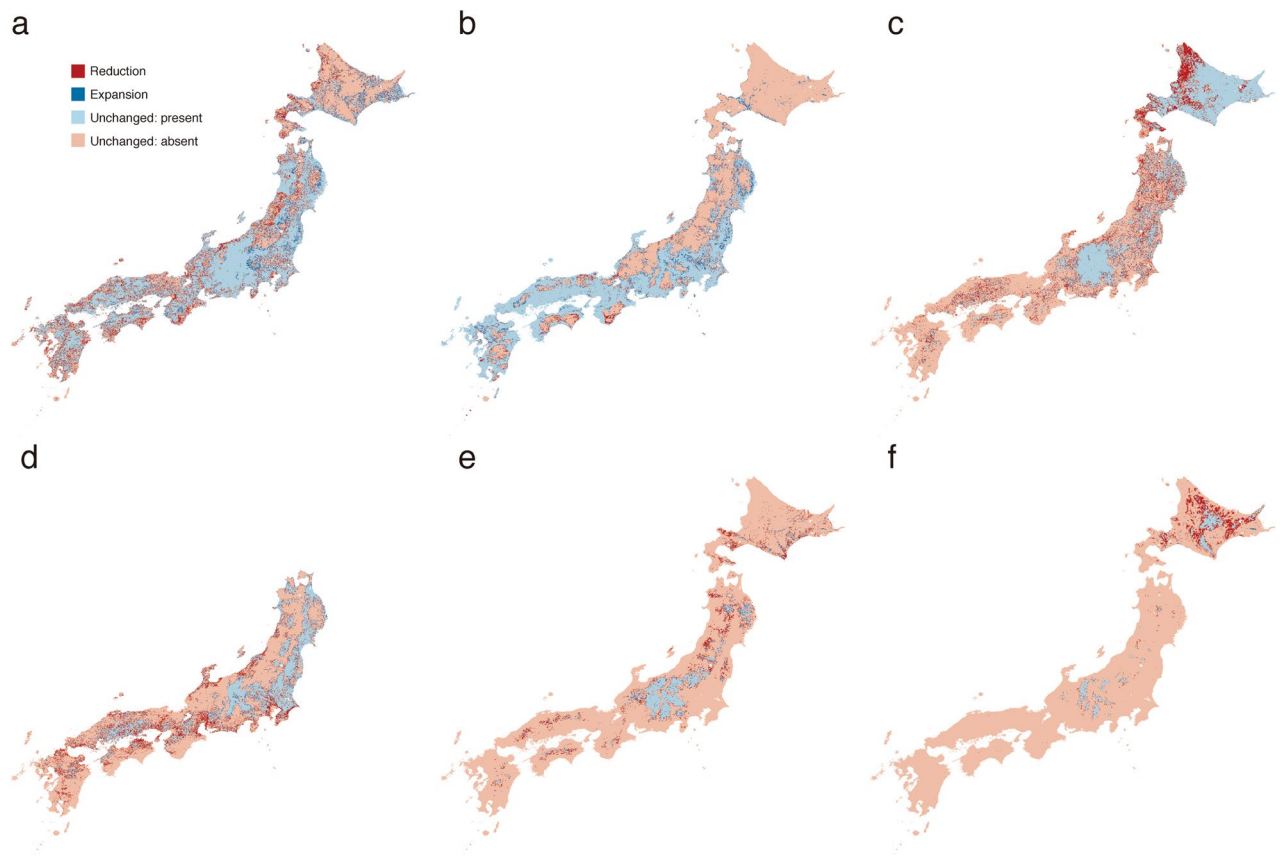 a
b
c
Reduction
Expansion
Unchanged: present
Unchanged: absent
d
e
f